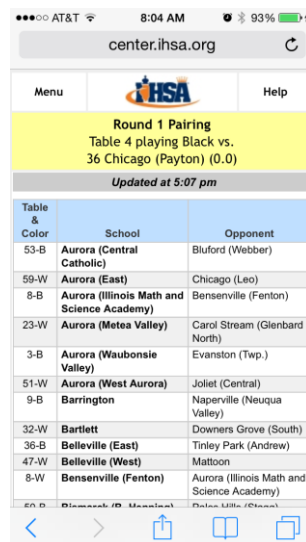 AT&T 8:04 AM 93%
center.ihsa.org
Menu IHSA Help
Round 1 Pairing
Table 4 playing Black vs.
36 Chicago (Payton) (0.0)
Updated at 5:07 pm
Table
&
Color School Opponent
53-B Aurora (Central Bluford (Webber)
Catholic)
59-W Aurora (East) Chicago (Leo)
8-B Aurora (Illinois Math and Bensenville (Fenton)
Science Academy)
23-W Aurora (Metea Valley) Carol Stream (Glenbard
North)
3-B Aurora (Waubonsie Evanston (Twp.)
Valley)
51-W Aurora (West Aurora) Joliet (Central)
9-B Barrington Naperville (Neuqua
Valley)
32-W Bartlett Downers Grove (South)
36-B Belleville (East) Tinley Park (Andrew)
47-W Belleville (West) Mattoon
8-W Bensenville (Fenton) Aurora (Illinois Math and
Science Academy)